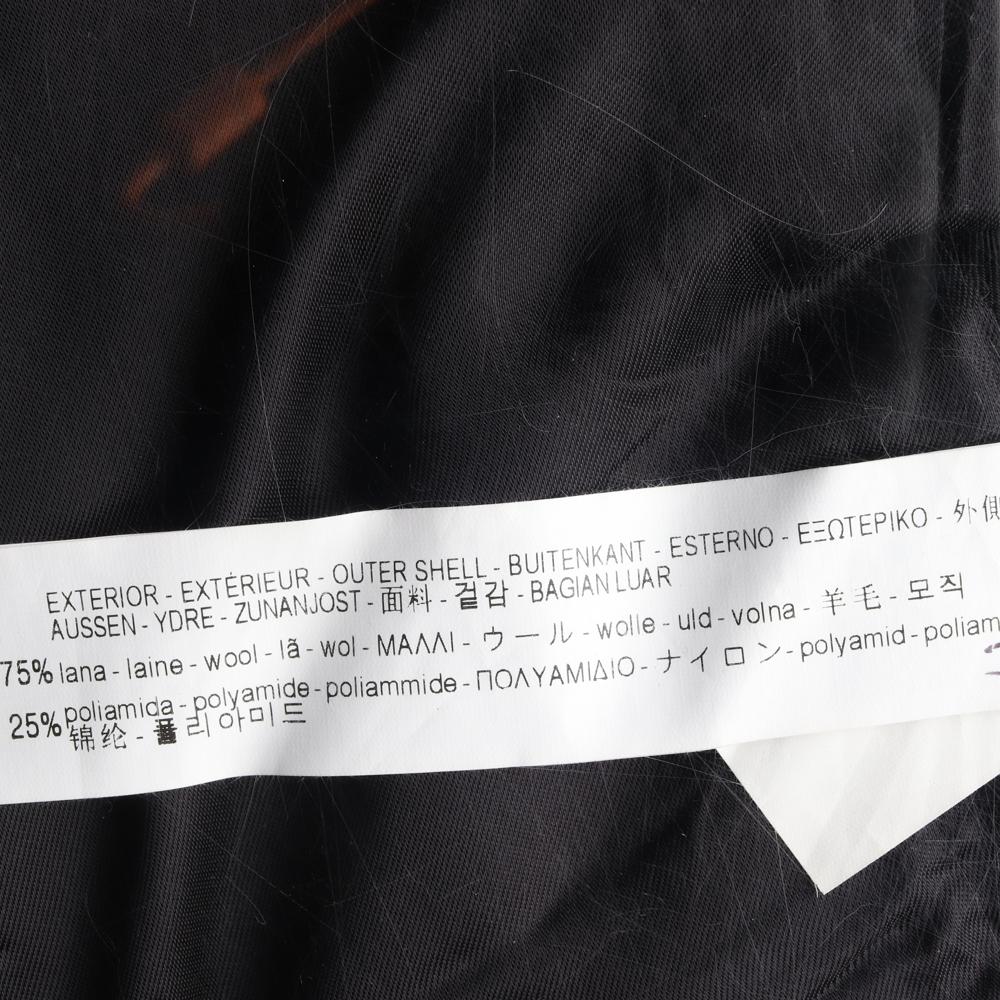 EXTERIOR - EXTÉRIEUR - OUTER SHELL - BUITENKANT - ESTERNO - ΕΞΩΤΕΡΙΚΟ - 外側
AUSSEN - YDRE - ZUNANJOST - 面料 - 겉감 - BAGIAN LUAR
75% lana - laine - wool - lã - wol - ΜΑΛΛΙ - ウール - wolle - uld - volna - 羊毛 - 모직
25% poliamida - polyamide - poliammide - ΠΟΛΥΑΜΙΔΙΟ - ナイロン - polyamid - poliam
锦纶 - 폴리아미드